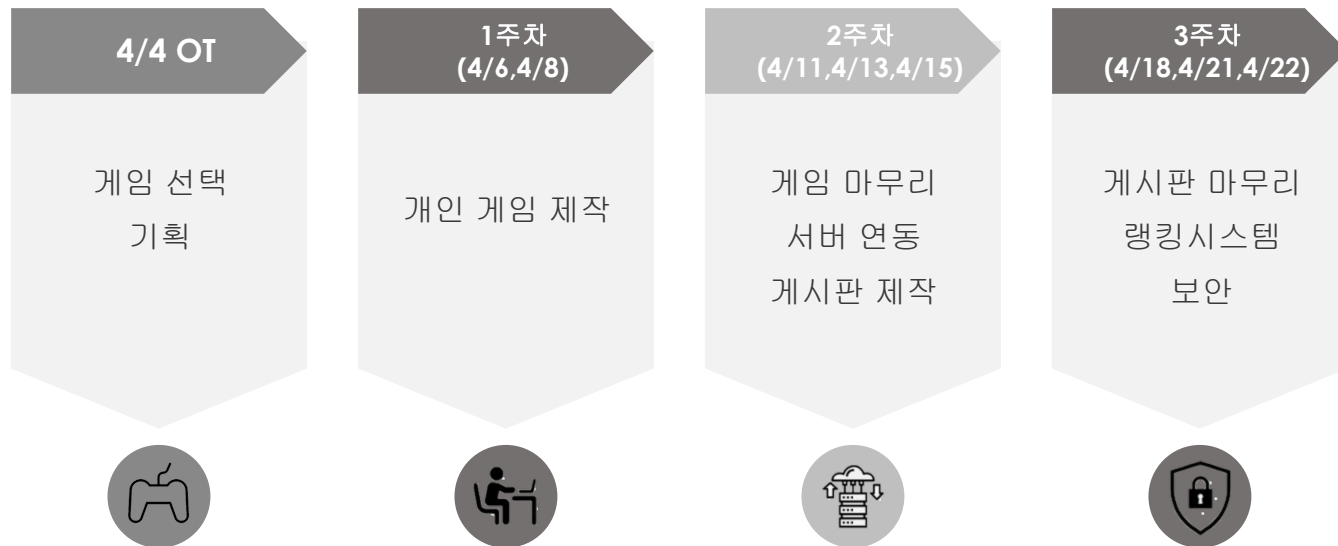 4/4 OT
게임 선택
기획
1주차
(4/6,4/8)
개인 게임 제작
2주차
(4/11,4/13,4/15)
게임 마무리
서버 연동
게시판 제작
3주차
(4/18,4/21,4/22)
게시판 마무리
랭킹시스템
보안